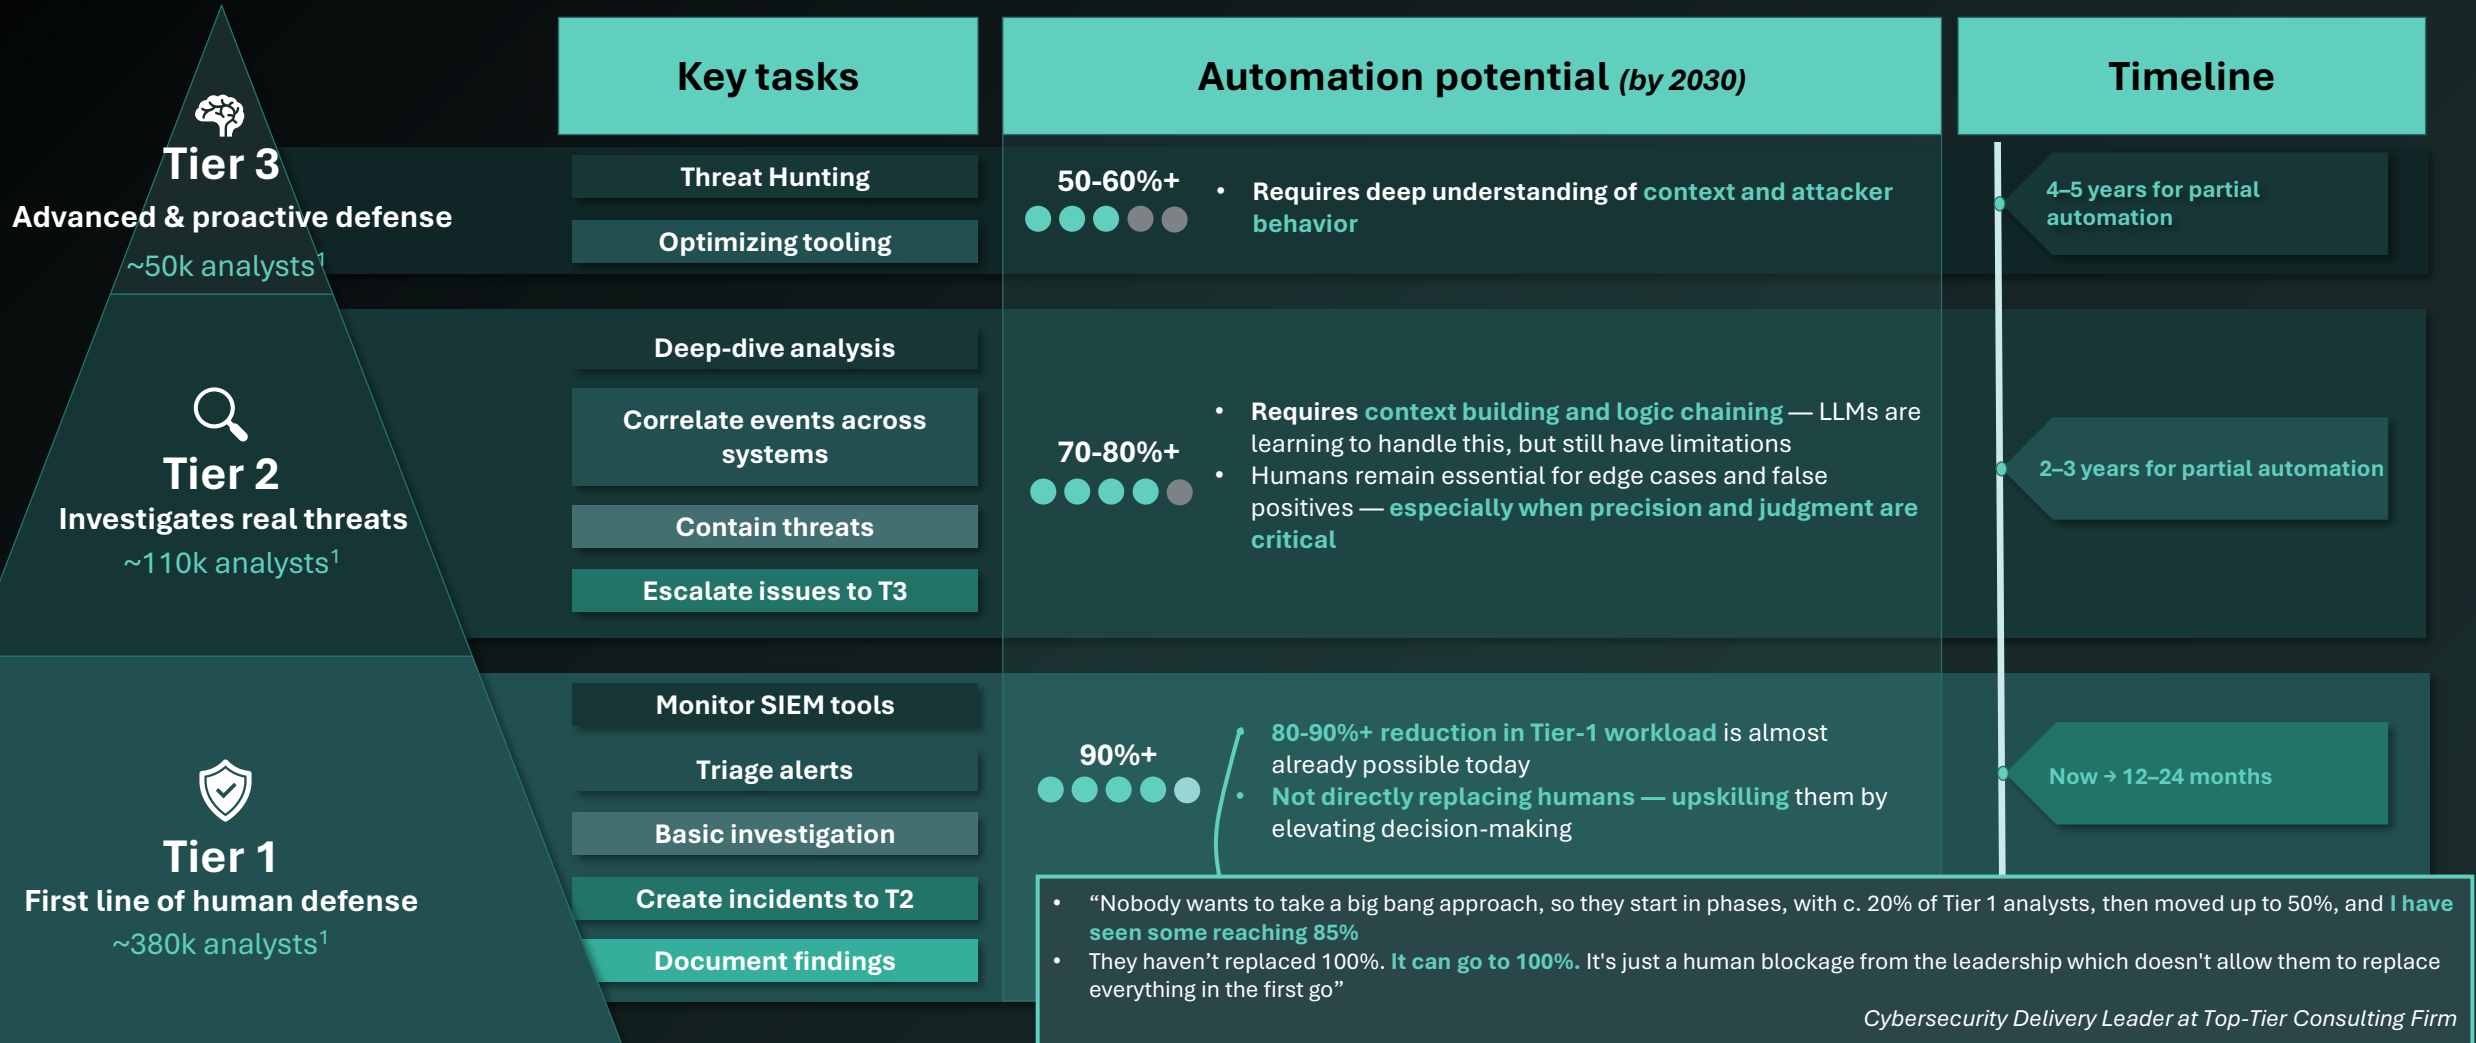 Key tasks
Automation potential (by 2030)
Timeline
Tier 3
Advanced & proactive defense
~50k analysts¹
Threat Hunting
Optimizing tooling
50-60%+
• Requires deep understanding of context and attacker
behavior
4–5 years for partial
automation
Tier 2
Investigates real threats
~110k analysts¹
Deep-dive analysis
Correlate events across
systems
Contain threats
Escalate issues to T3
70-80%+
• Requires context building and logic chaining — LLMs are
learning to handle this, but still have limitations
• Humans remain essential for edge cases and false
positives — especially when precision and judgment are
critical
2–3 years for partial automation
Tier 1
First line of human defense
~380k analysts¹
Monitor SIEM tools
Triage alerts
Basic investigation
Create incidents to T2
Document findings
90%+
• 80-90%+ reduction in Tier-1 workload is almost
already possible today
• Not directly replacing humans — upskilling them by
elevating decision-making
Now → 12–24 months
• “Nobody wants to take a big bang approach, so they start in phases, with c. 20% of Tier 1 analysts, then moved up to 50%, and I have
seen some reaching 85%
• They haven’t replaced 100%. It can go to 100%. It's just a human blockage from the leadership which doesn't allow them to replace
everything in the first go”
Cybersecurity Delivery Leader at Top-Tier Consulting Firm